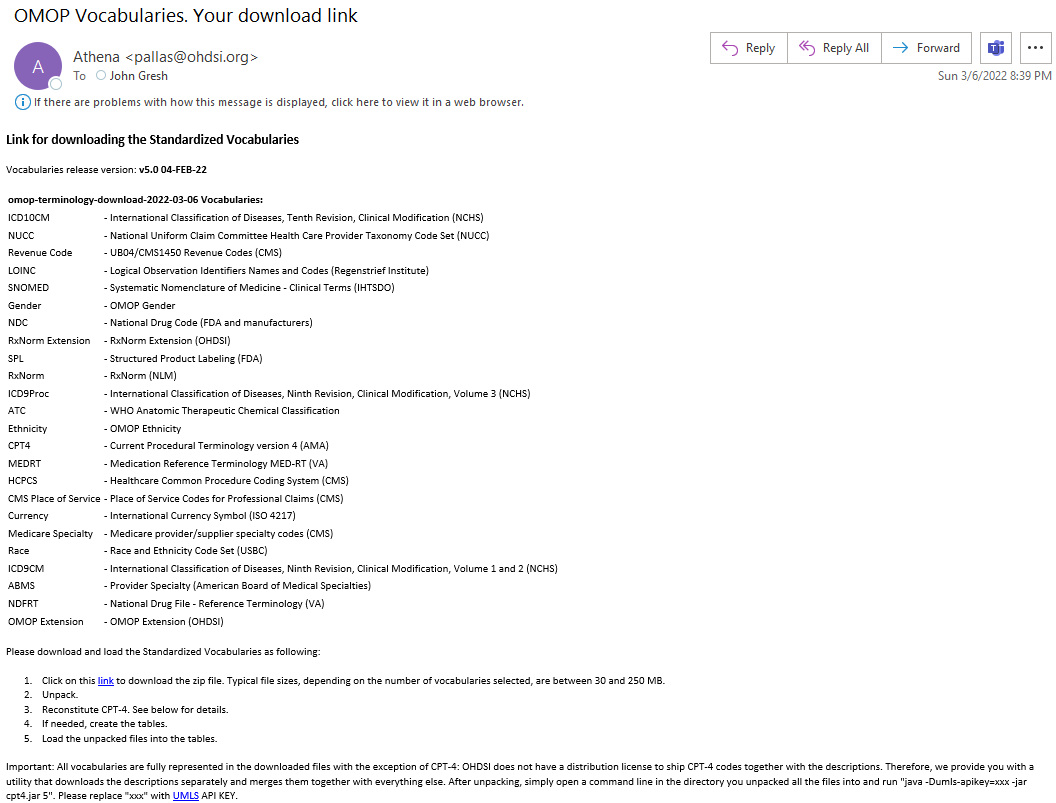 OMOP Vocabularies. Your download link
A
Athena <pallas@ohdsi.org>
To John Gresh
Reply
Reply All
Forward
Sun 3/6/2022 8:39 PM
If there are problems with how this message is displayed, click here to view it in a web browser.
Link for downloading the Standardized Vocabularies
Vocabularies release version: v5.0 04-FEB-22
omop-terminology-download-2022-03-06 Vocabularies:
ICD10CM - International Classification of Diseases, Tenth Revision, Clinical Modification (NCHS)
NUCC - National Uniform Claim Committee Health Care Provider Taxonomy Code Set (NUCC)
Revenue Code - UB04/CMS1450 Revenue Codes (CMS)
LOINC - Logical Observation Identifiers Names and Codes (Regenstrief Institute)
SNOMED - Systematic Nomenclature of Medicine - Clinical Terms (IHTSDO)
Gender - OMOP Gender
NDC - National Drug Code (FDA and manufacturers)
RxNorm Extension - RxNorm Extension (OHDSI)
SPL - Structured Product Labeling (FDA)
RxNorm - RxNorm (NLM)
ICD9Proc - International Classification of Diseases, Ninth Revision, Clinical Modification, Volume 3 (NCHS)
ATC - WHO Anatomic Therapeutic Chemical Classification
Ethnicity - OMOP Ethnicity
CPT4 - Current Procedural Terminology version 4 (AMA)
MEDRT - Medication Reference Terminology MED-RT (VA)
HCPCS - Healthcare Common Procedure Coding System (CMS)
CMS Place of Service - Place of Service Codes for Professional Claims (CMS)
Currency - International Currency Symbol (ISO 4217)
Medicare Specialty - Medicare provider/supplier specialty codes (CMS)
Race - Race and Ethnicity Code Set (USBC)
ICD9CM - International Classification of Diseases, Ninth Revision, Clinical Modification, Volume 1 and 2 (NCHS)
ABMS - Provider Specialty (American Board of Medical Specialties)
NDFRT - National Drug File - Reference Terminology (VA)
OMOP Extension - OMOP Extension (OHDSI)
Please download and load the Standardized Vocabularies as following:
1. Click on this link to download the zip file. Typical file sizes, depending on the number of vocabularies selected, are between 30 and 250 MB.
2. Unpack.
3. Reconstitute CPT-4. See below for details.
4. If needed, create the tables.
5. Load the unpacked files into the tables.
Important: All vocabularies are fully represented in the downloaded files with the exception of CPT-4: OHDSI does not have a distribution license to ship CPT-4 codes together with the descriptions. Therefore, we provide you with a
utility that downloads the descriptions separately and merges them together with everything else. After unpacking, simply open a command line in the directory you unpacked all the files into and run "java -Dumls-apikey=xxx -jar
cpt4.jar 5". Please replace "xxx" with UMLS API KEY.